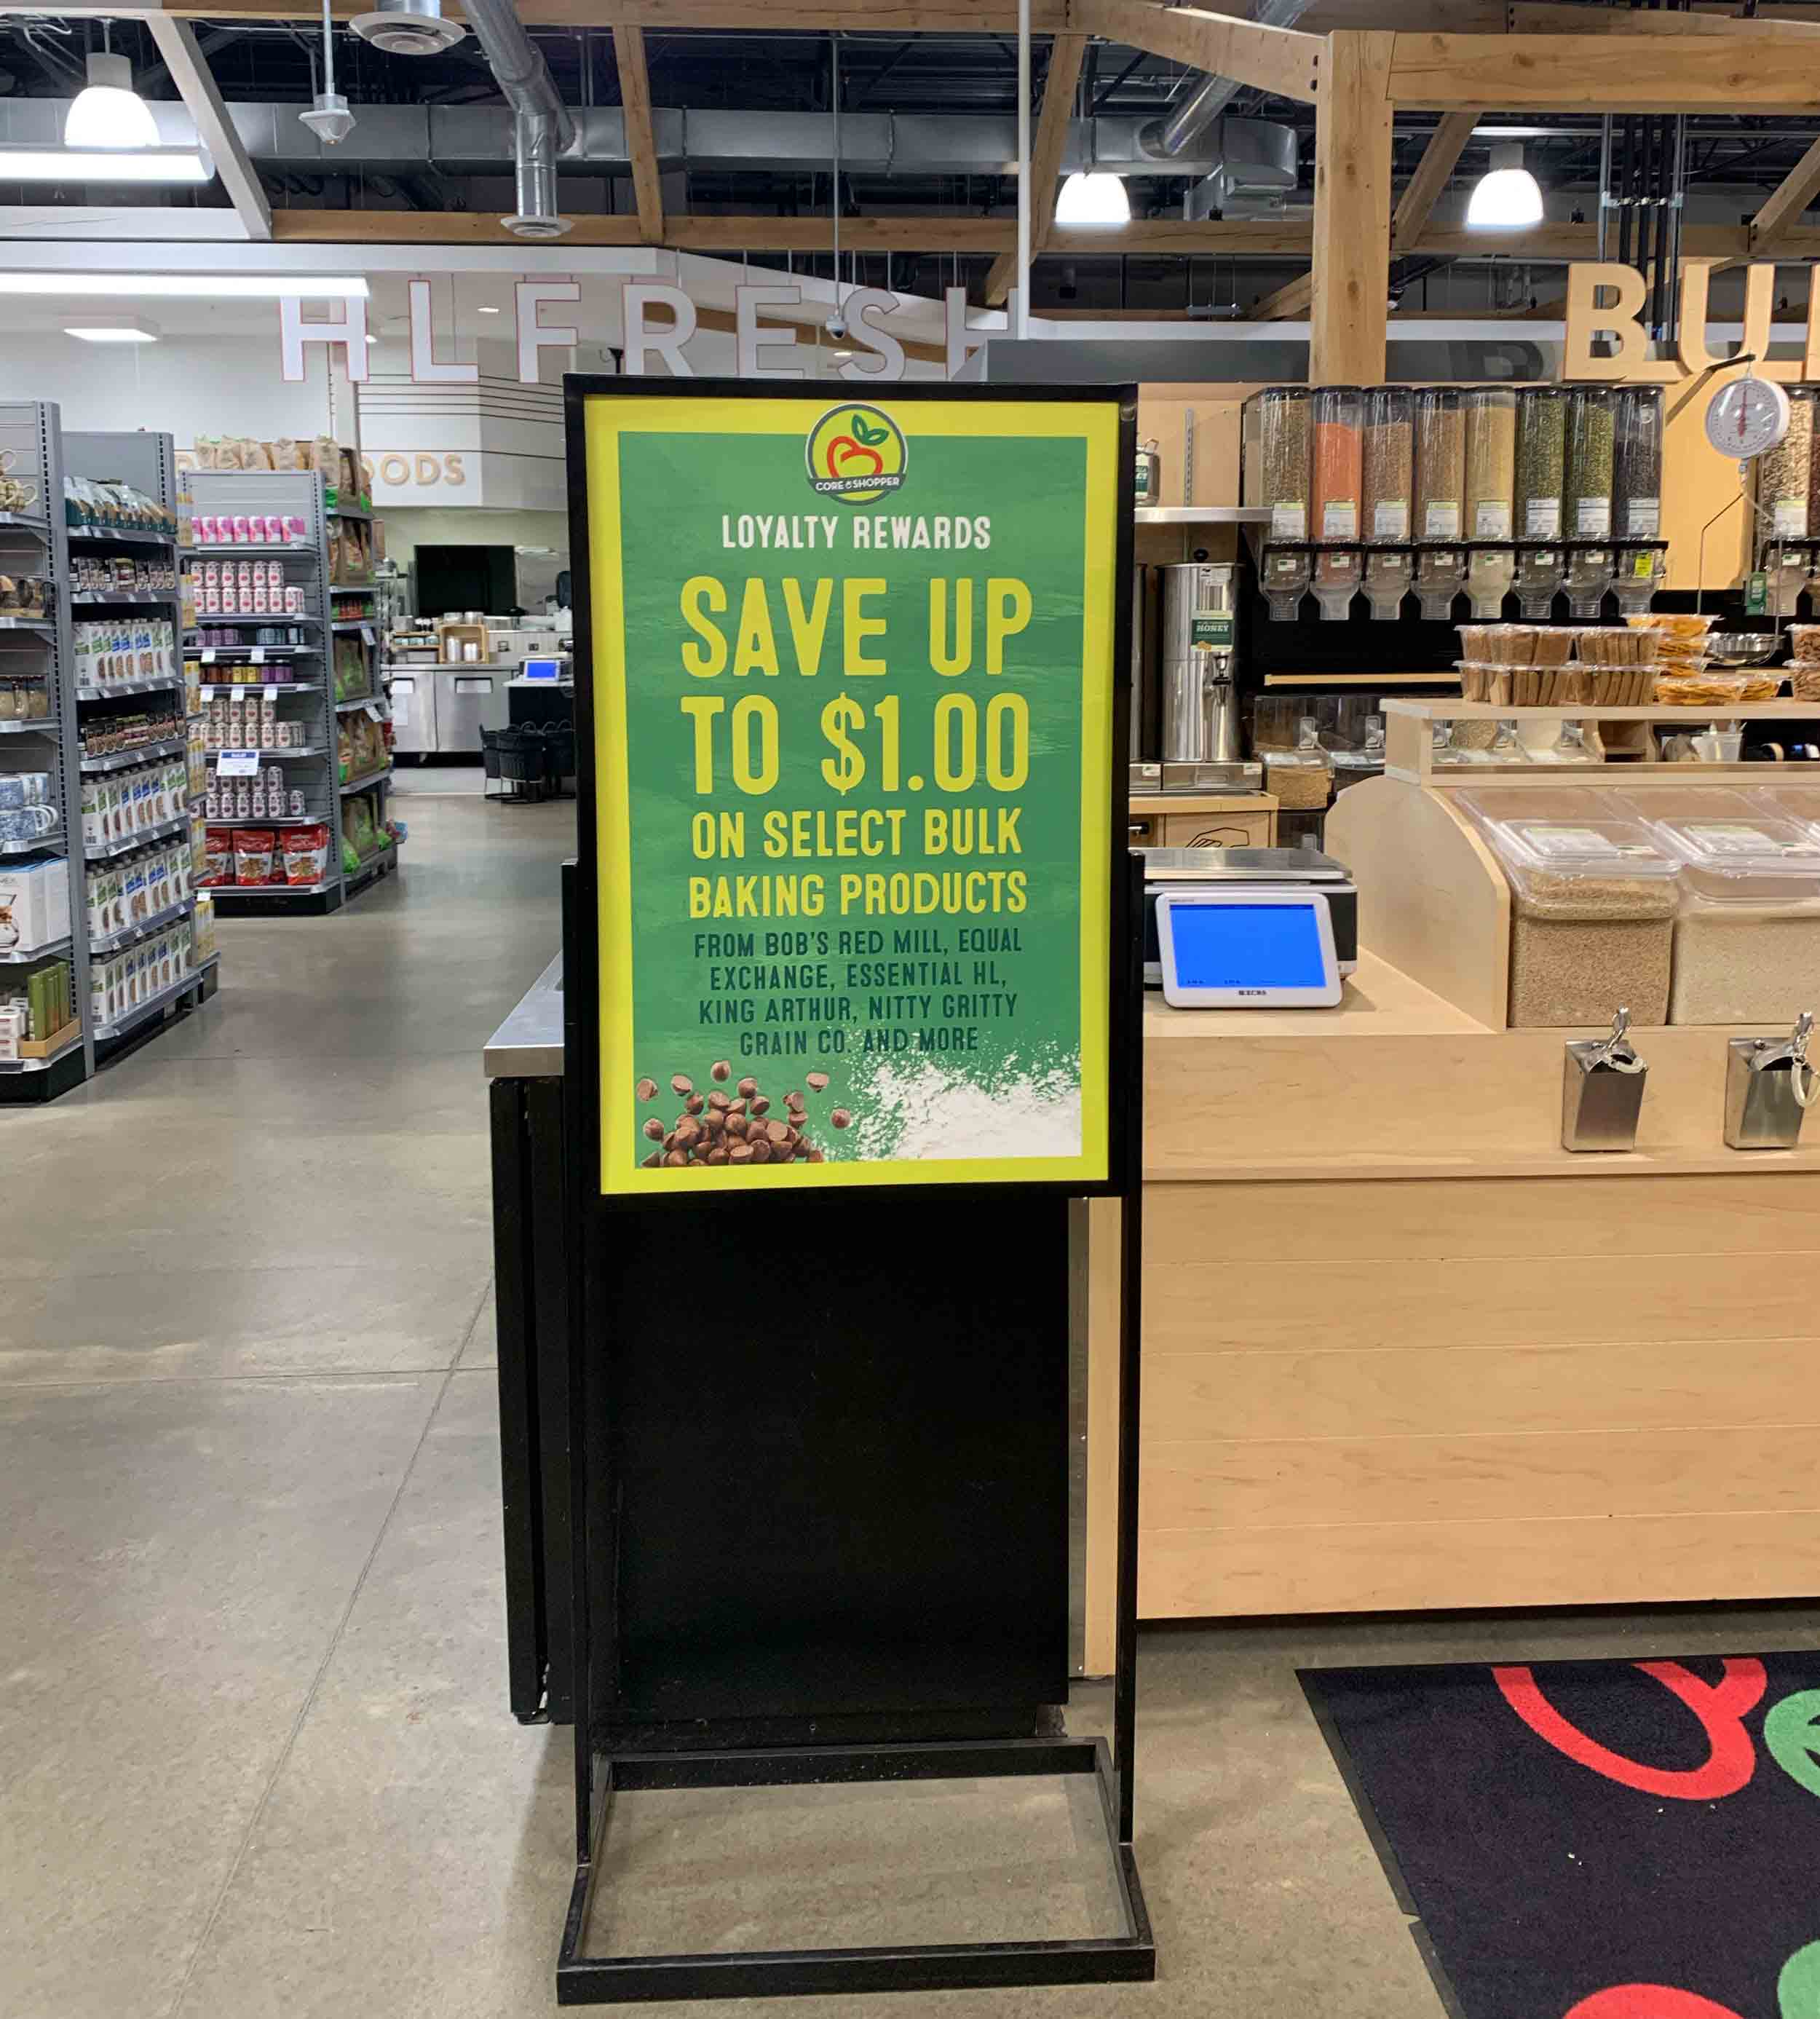 HLFRESH
BU
OODS
CORE SHOPPER
LOYALTY REWARDS
SAVE UP
TO $1.00
ON SELECT BULK
BAKING PRODUCTS
FROM BOB'S RED MILL, EQUAL
EXCHANGE, ESSENTIAL HL,
KING ARTHUR, NITTY GRITTY
GRAIN CO. AND MORE
HONEY